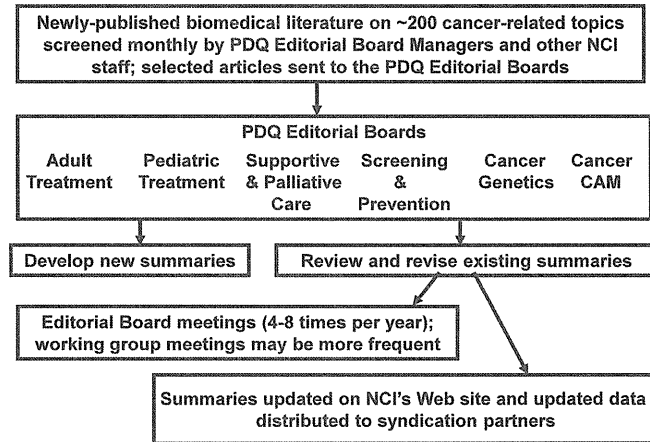 Newly-published biomedical literature on ~200 cancer-related topics
screened monthly by PDQ Editorial Board Managers and other NCI
staff; selected articles sent to the PDQ Editorial Boards
PDQ Editorial Boards
Adult Treatment
Pediatric Treatment
Supportive & Palliative Care
Screening & Prevention
Cancer Genetics
Cancer CAM
Develop new summaries
Review and revise existing summaries
Editorial Board meetings (4-8 times per year);
working group meetings may be more frequent
Summaries updated on NCI's Web site and updated data
distributed to syndication partners